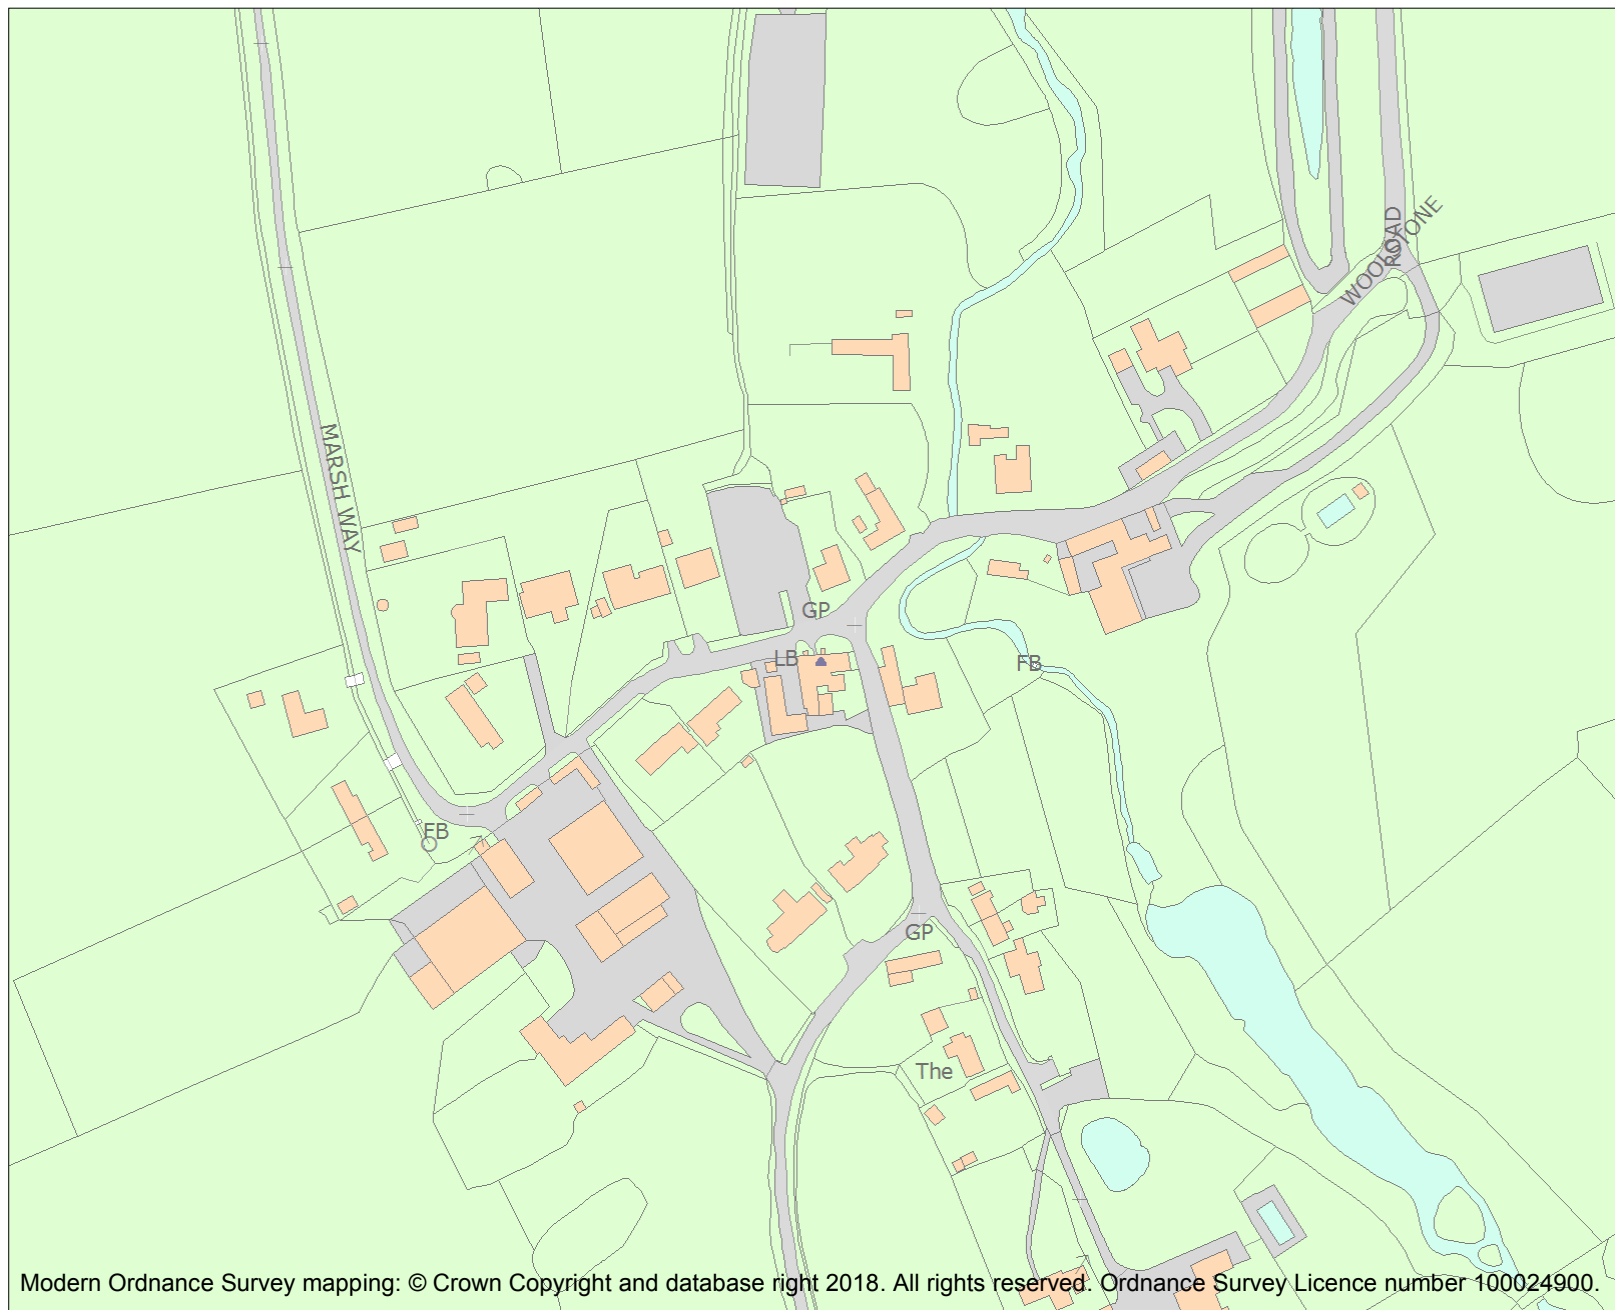 WOOLSTONE
ROAD
MARSH WAY
GP
LB
FB
FB
GP
The
Modern Ordnance Survey mapping: © Crown Copyright and database right 2018. All rights reserved. Ordnance Survey Licence number 100024900.